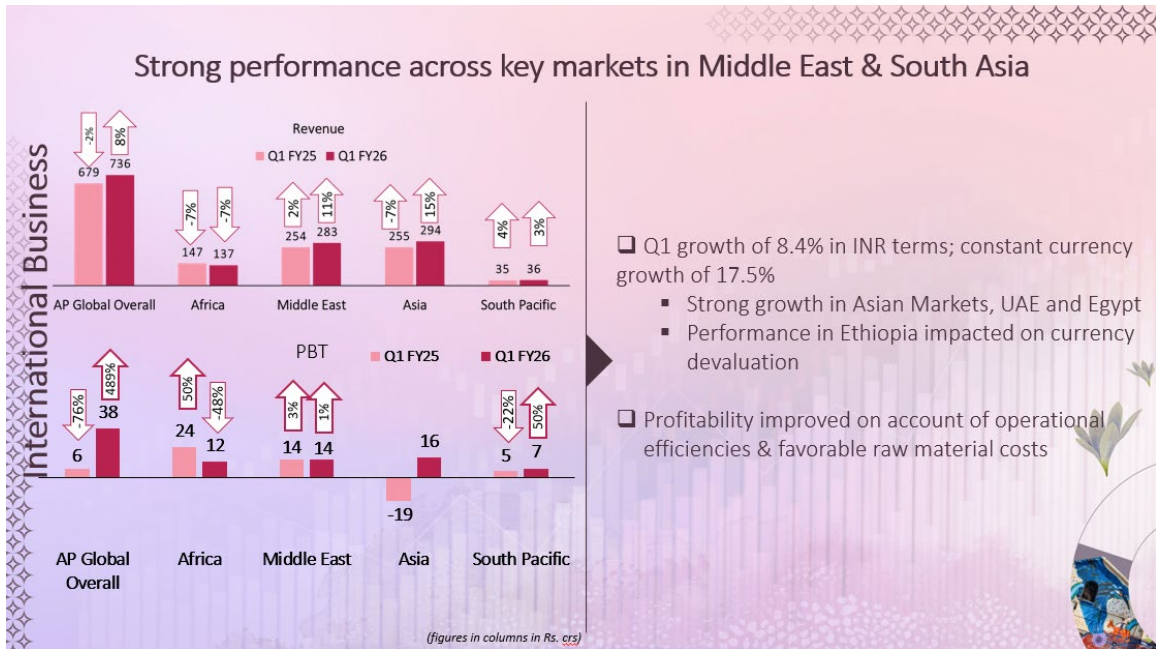 Strong performance across key markets in Middle East & South Asia
International Business
Revenue
Q1 FY25 Q1 FY26
-2% 8%
679 736
-7% -7%
147 137
2% 11%
254 283
-7% 15%
255 294
4% 3%
35 36
AP Global Overall Africa Middle East Asia South Pacific
PBT
Q1 FY25 Q1 FY26
-76% 489%
6 38
50% -48%
24 12
3% 1%
14 14
-19 16
-22% 50%
5 7
AP Global Overall Africa Middle East Asia South Pacific
(figures in columns in Rs. crs)
❑ Q1 growth of 8.4% in INR terms; constant currency
growth of 17.5%
▪ Strong growth in Asian Markets, UAE and Egypt
▪ Performance in Ethiopia impacted on currency
devaluation
❑ Profitability improved on account of operational
efficiencies & favorable raw material costs